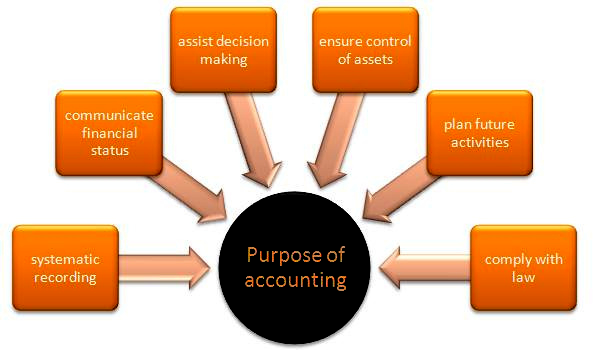 assist decision
making
ensure control
of assets
communicate
financial
status
plan future
activities
systematic
recording
Purpose of
accounting
comply with
law